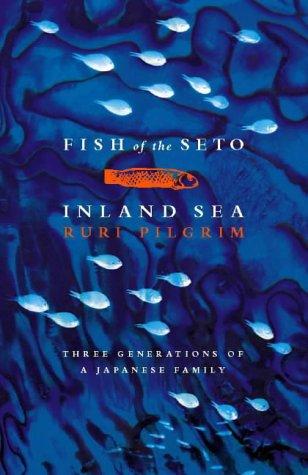 FISH of the SETO
INLAND SEA
RURI PILGRIM
THREE GENERATIONS OF
A JAPANESE FAMILY